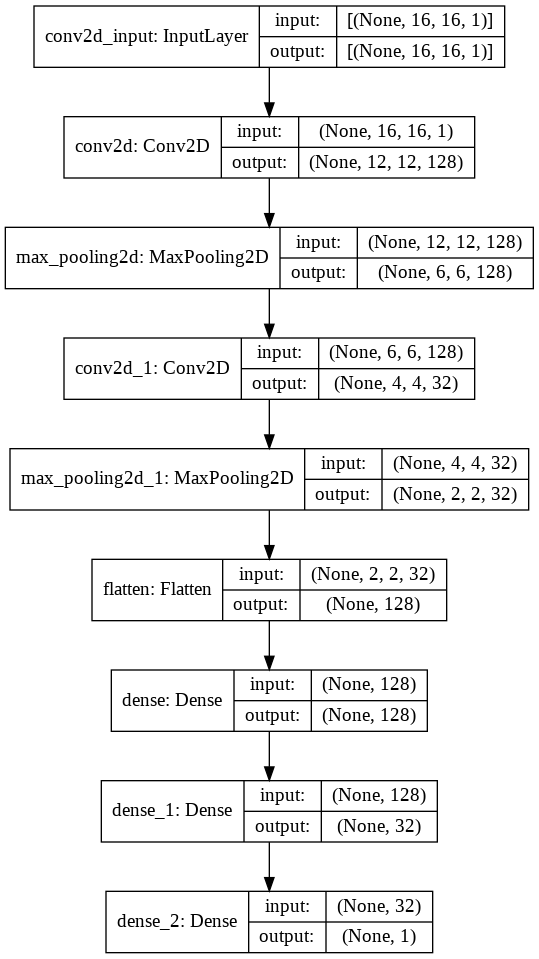 conv2d_input: InputLayer
input: [(None, 16, 16, 1)]
output: [(None, 16, 16, 1)]
conv2d: Conv2D
input: (None, 16, 16, 1)
output: (None, 12, 12, 128)
max_pooling2d: MaxPooling2D
input: (None, 12, 12, 128)
output: (None, 6, 6, 128)
conv2d_1: Conv2D
input: (None, 6, 6, 128)
output: (None, 4, 4, 32)
max_pooling2d_1: MaxPooling2D
input: (None, 4, 4, 32)
output: (None, 2, 2, 32)
flatten: Flatten
input: (None, 2, 2, 32)
output: (None, 128)
dense: Dense
input: (None, 128)
output: (None, 128)
dense_1: Dense
input: (None, 128)
output: (None, 32)
dense_2: Dense
input: (None, 32)
output: (None, 1)